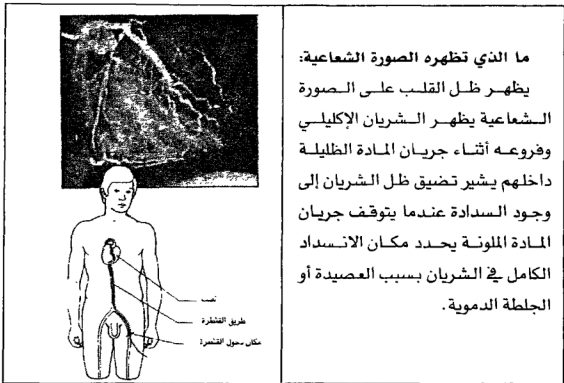 ما الذي تظهره الصورة الشعاعية:
يظهر ظل القلب على الصورة
الشعاعية يظهر الشريان الإكليلي
وفروعه أثناء جريان المادة الظليلة
داخلهم يشير تضيق ظل الشريان إلى
وجود السدادة عندما يتوقف جريان
المادة الملونة يحدد مكان الانسداد
الكامل في الشريان بسبب العصيدة أو
الجلطة الدموية.
طريق القثطرة
مكان دخول القثطرة